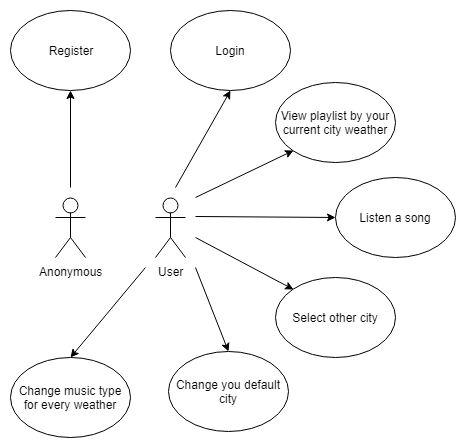 Register
Login
View playlist by your
current city weather
Listen a song
Anonymous
User
Select other city
Change music type
for every weather
Change you default
city